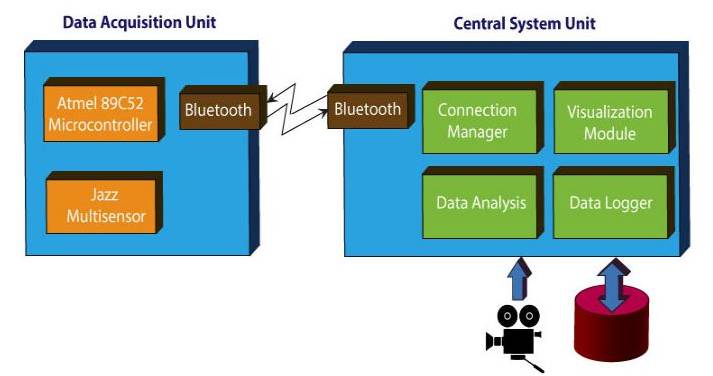 Data Acquisition Unit
Central System Unit
Atmel 89C52
Microcontroller
Bluetooth
Jazz
Multisensor
Bluetooth
Connection
Manager
Visualization
Module
Data Analysis
Data Logger